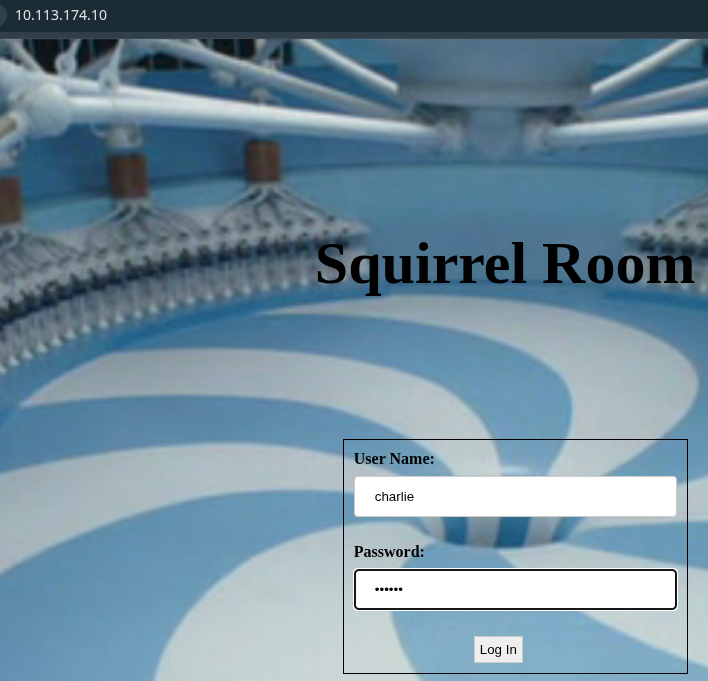 10.113.174.10
Squirrel Room
User Name:
charlie
Password:
••••••
Log In